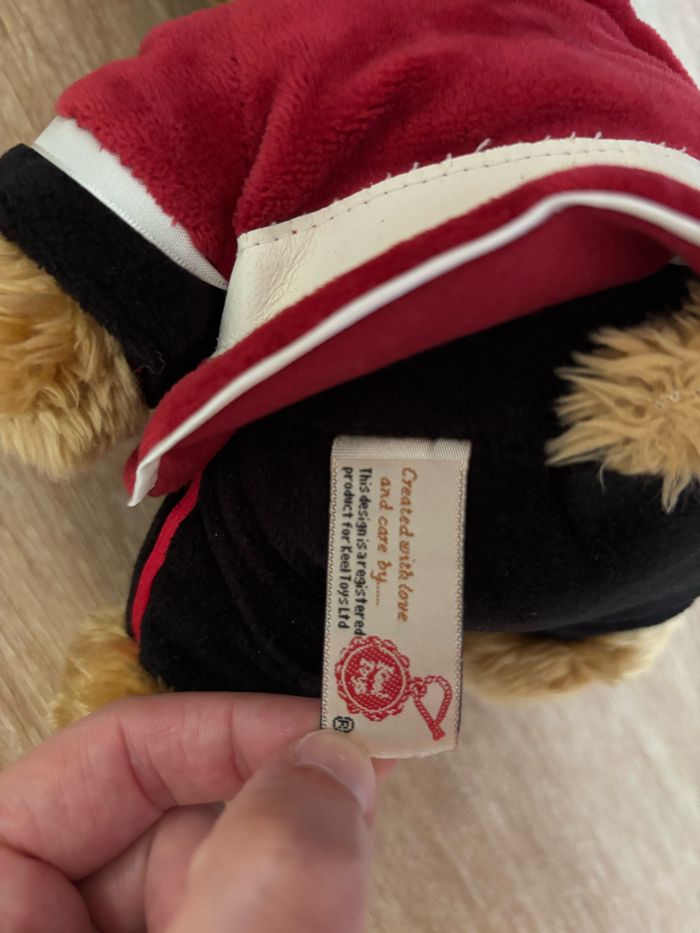 Created with love
and care by......
This design is a registered
product for Keel Toys Ltd
®